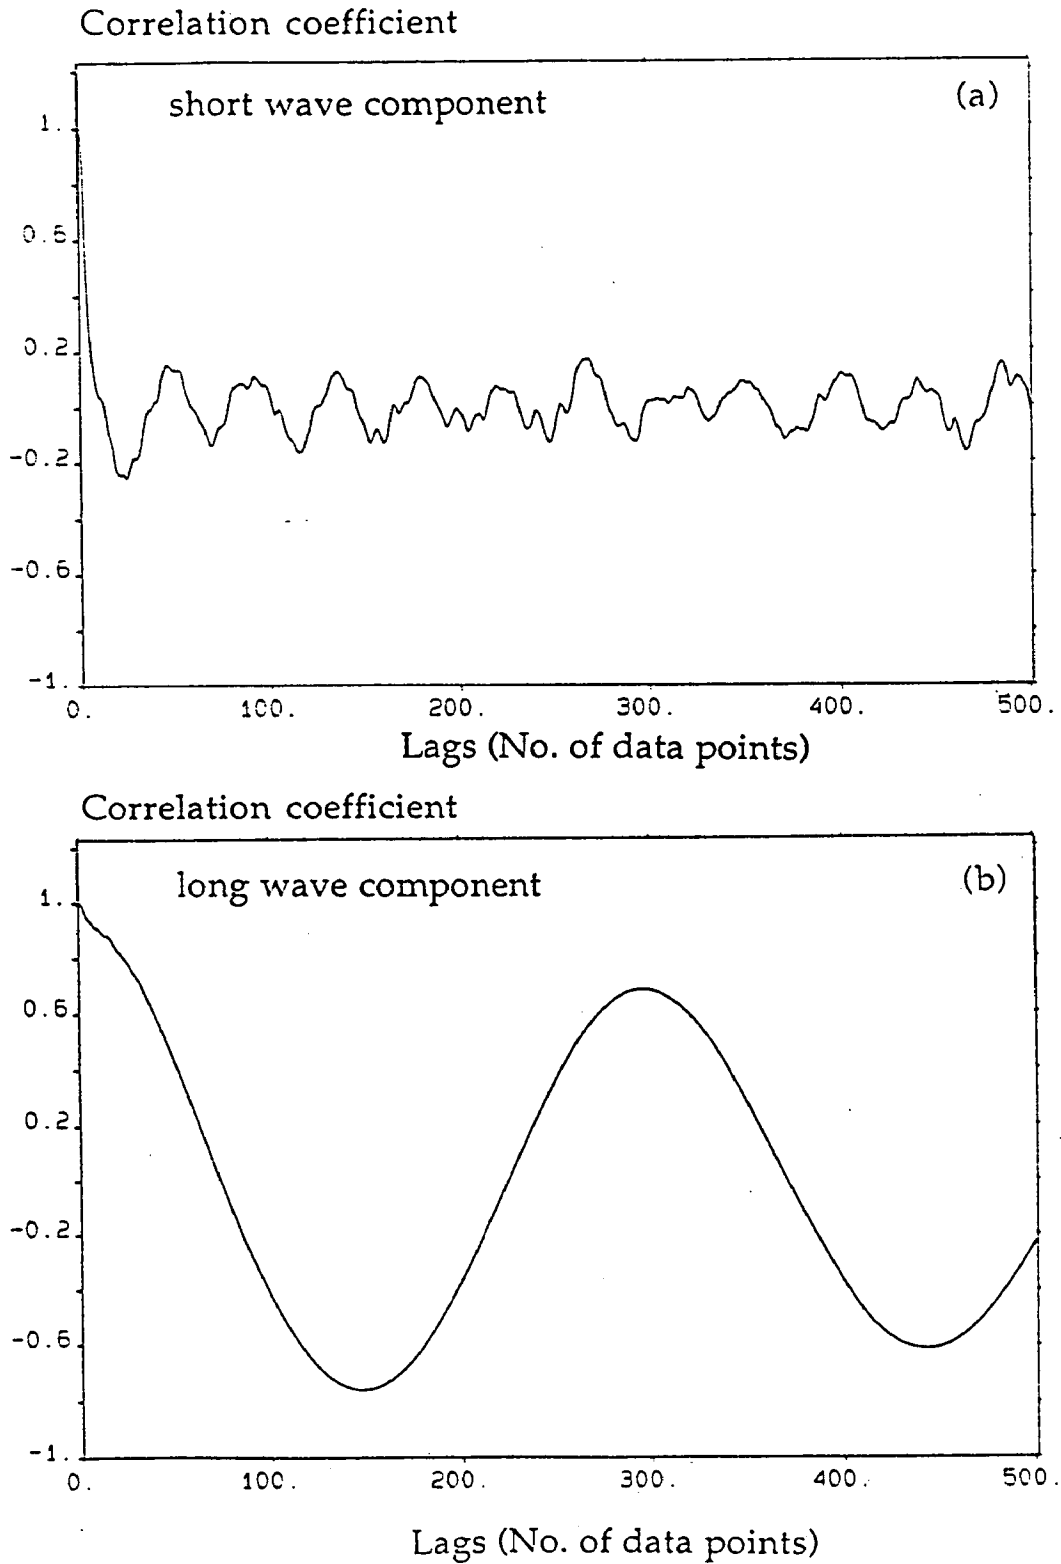 Correlation coefficient
short wave component
(a)
1.
0.6
0.2
-0.2
-0.6
-1.
0. 100. 200. 300. 400. 500.
Lags (No. of data points)
Correlation coefficient
long wave component
(b)
1.
0.6
0.2
-0.2
-0.6
-1.
0. 100. 200. 300. 400. 500.
Lags (No. of data points)